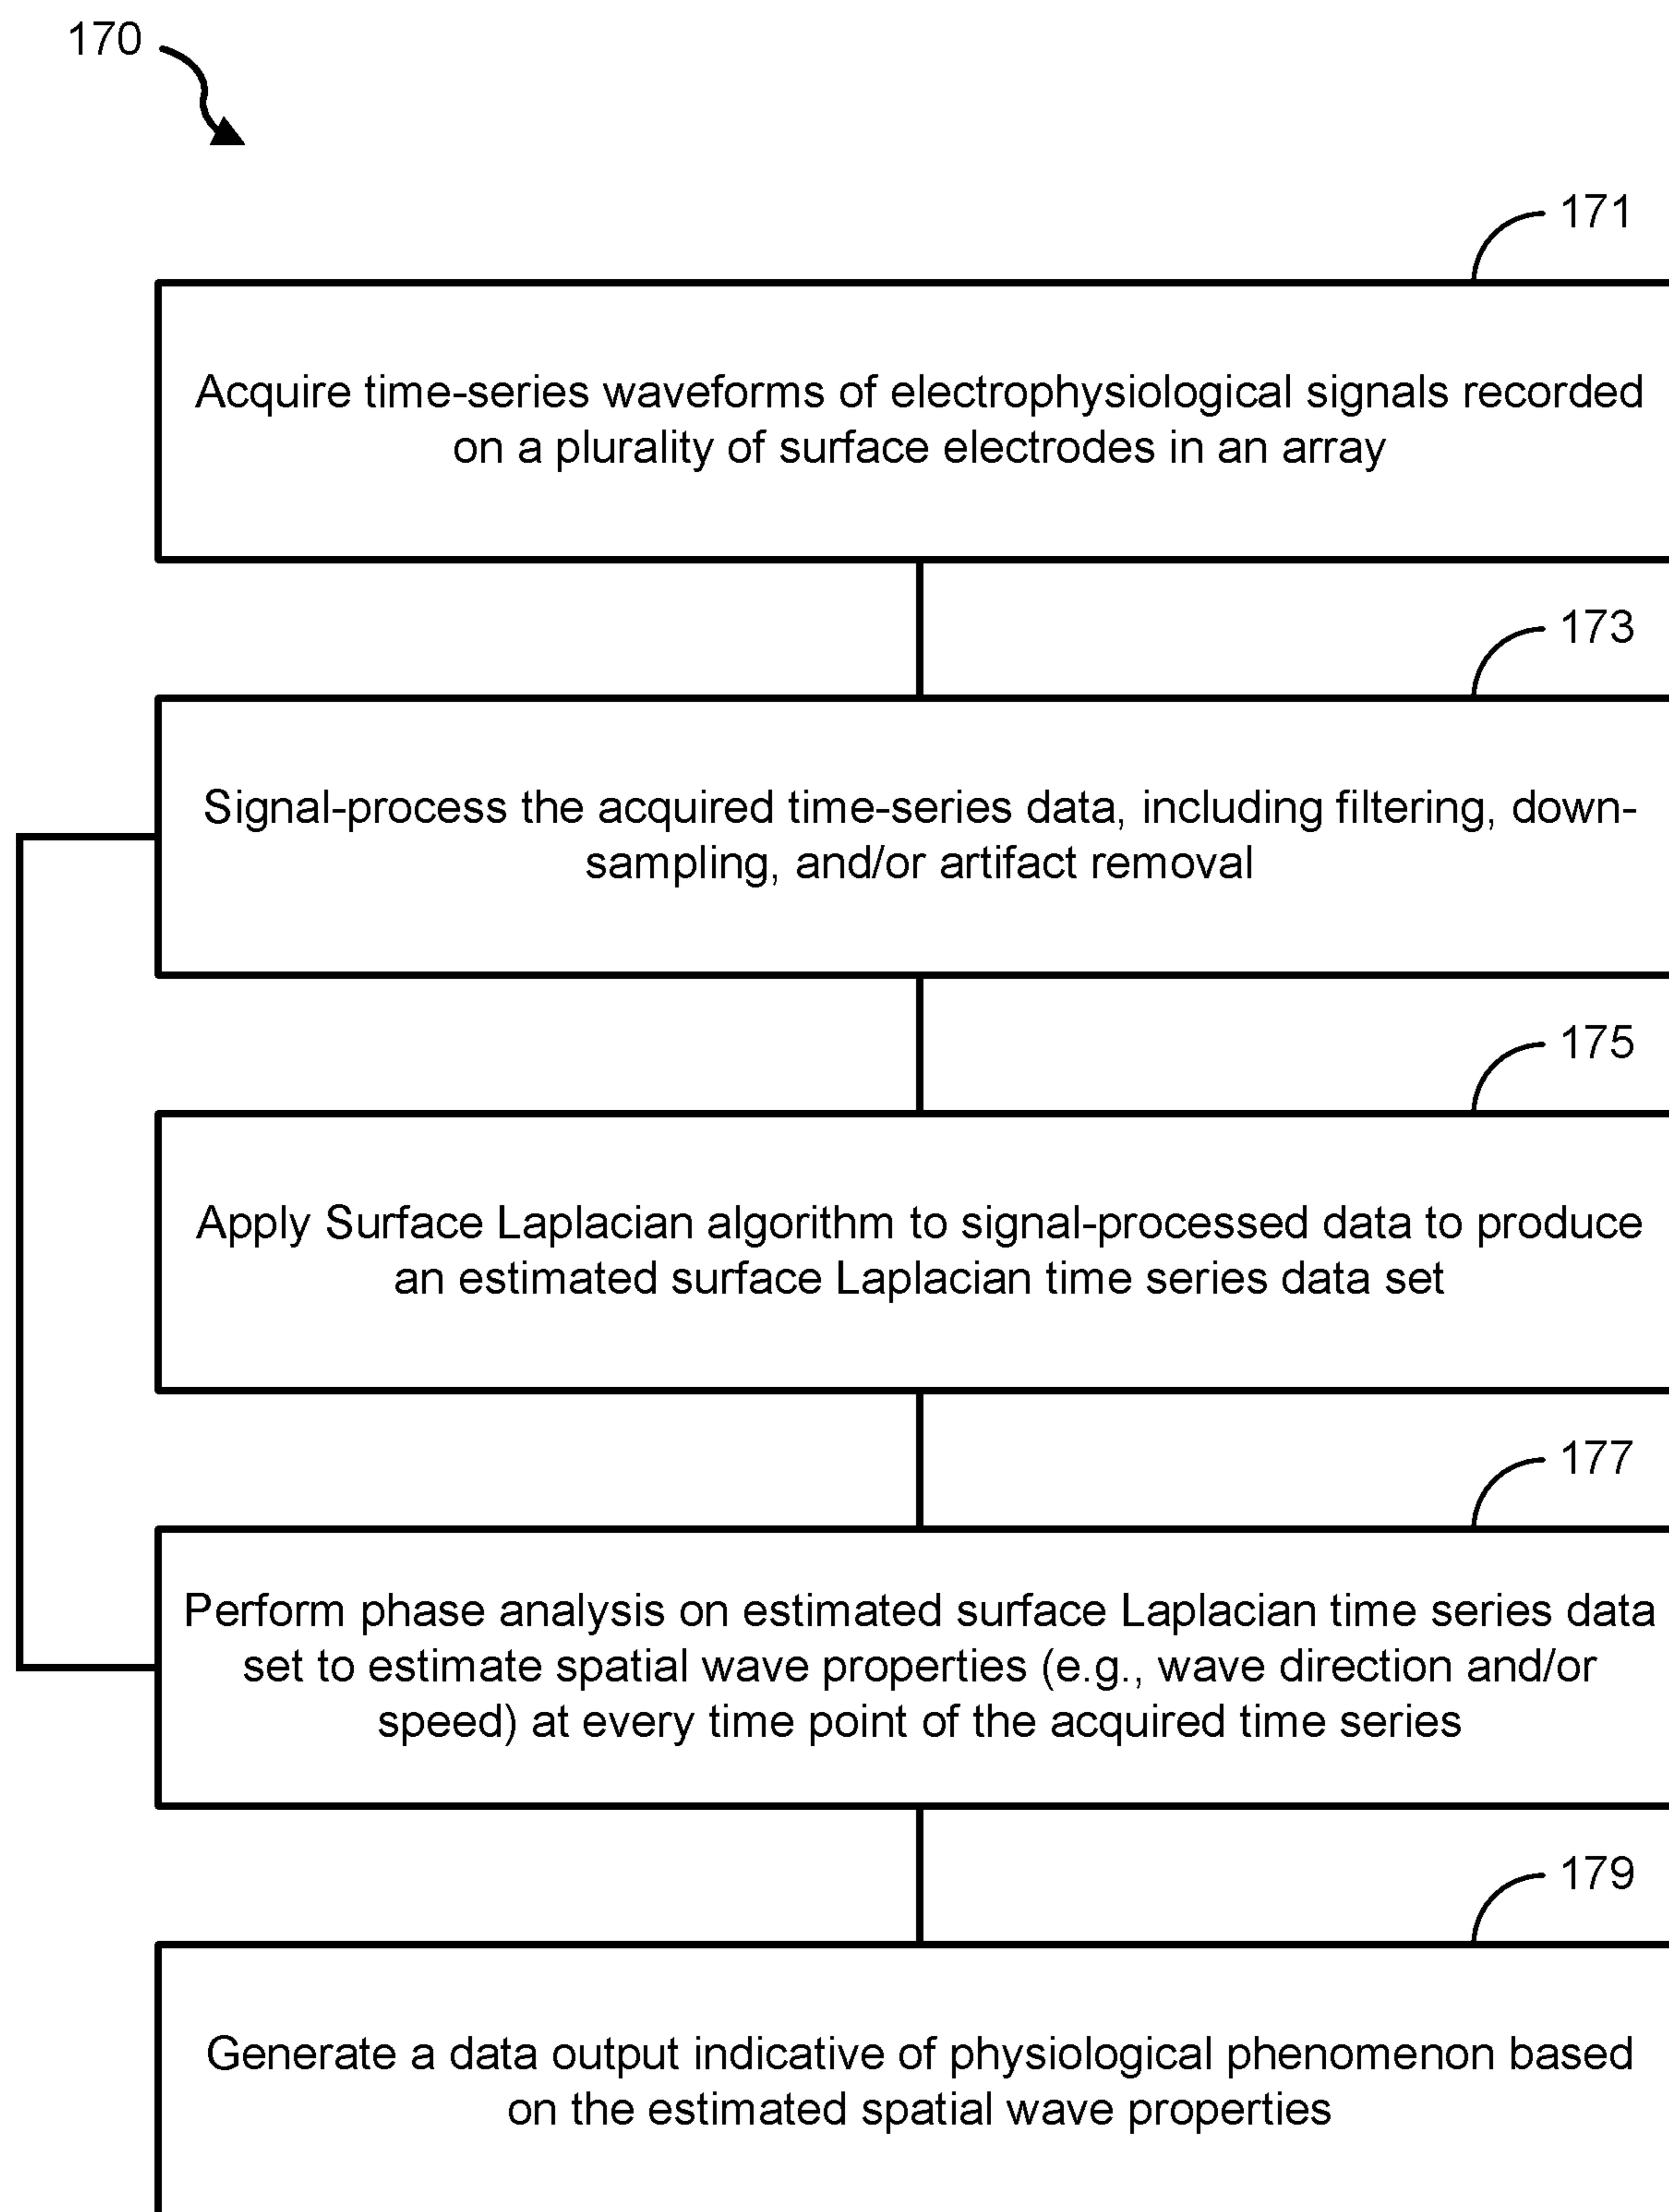 170
171
Acquire time-series waveforms of electrophysiological signals recorded
on a plurality of surface electrodes in an array
173
Signal-process the acquired time-series data, including filtering, down-
sampling, and/or artifact removal
175
Apply Surface Laplacian algorithm to signal-processed data to produce
an estimated surface Laplacian time series data set
177
Perform phase analysis on estimated surface Laplacian time series data
set to estimate spatial wave properties (e.g., wave direction and/or
speed) at every time point of the acquired time series
179
Generate a data output indicative of physiological phenomenon based
on the estimated spatial wave properties